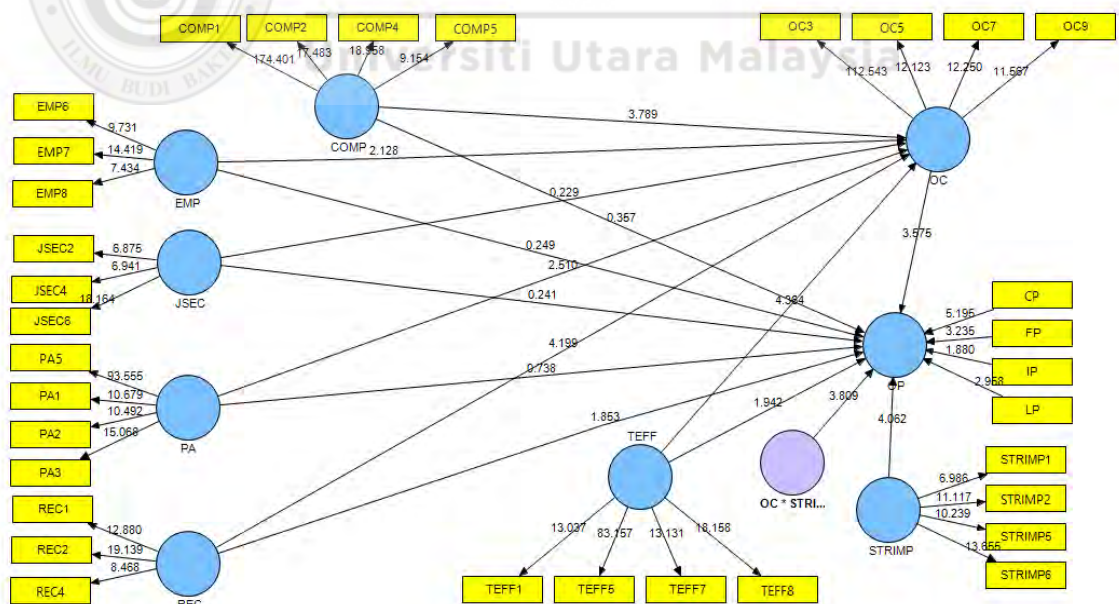 COMP1
COMP2
COMP4
COMP5
OC3
OC5
OC7
OC9
174.401
17.483
9.154
112.543
12.123
12.250
11.567
Universiti Utara Malaysia
ILMU BUDI BAKTI
EMP6
EMP7
EMP8
9.731
14.419
7.434
EMP
COMP
3.789
2.128
OC
0.229
0.357
3.575
JSEC2
JSEC4
JSEC6
6.875
6.941
18.164
JSEC
0.249
2.510
0.241
4.384
CP
FP
IP
LP
5.195
3.235
1.880
OP
PA5
PA1
PA2
PA3
93.555
10.679
10.492
15.068
PA
4.199
0.738
1.853
1.942
3.809
4.062
TEFF
OC * STRI...
STRIMP
STRIMP1
STRIMP2
STRIMP5
STRIMP6
6.986
11.117
10.239
13.655
REC1
REC2
REC4
12.880
19.139
8.468
REC
13.037
83.157
13.131
18.158
TEFF1
TEFF5
TEFF7
TEFF8